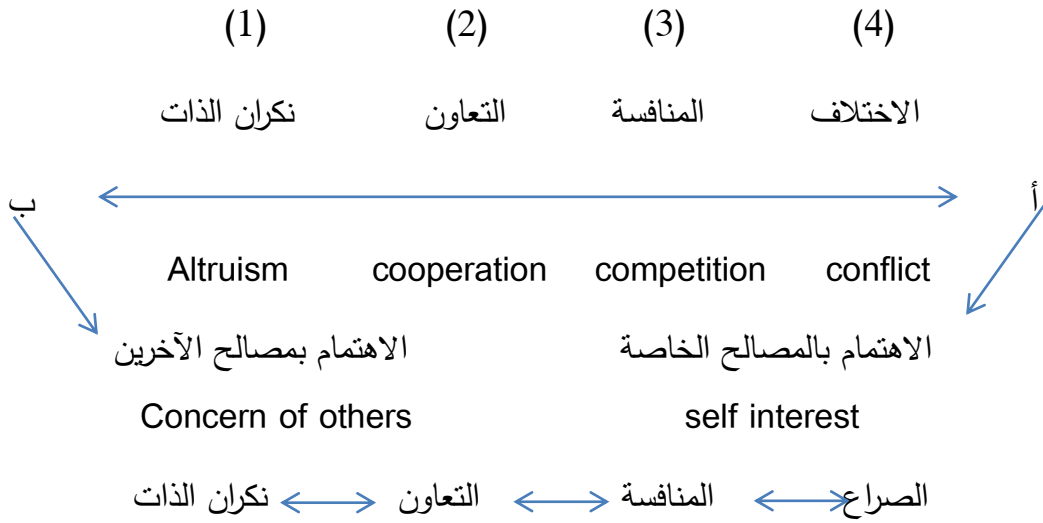 (1) (2) (3) (4)
الاختلاف المنافسة التعاون نكران الذات
أ ب
Altruism cooperation competition conflict
الاهتمام بالمصالح الخاصة الاهتمام بمصالح الآخرين
Concern of others self interest
الصراع المنافسة التعاون نكران الذات